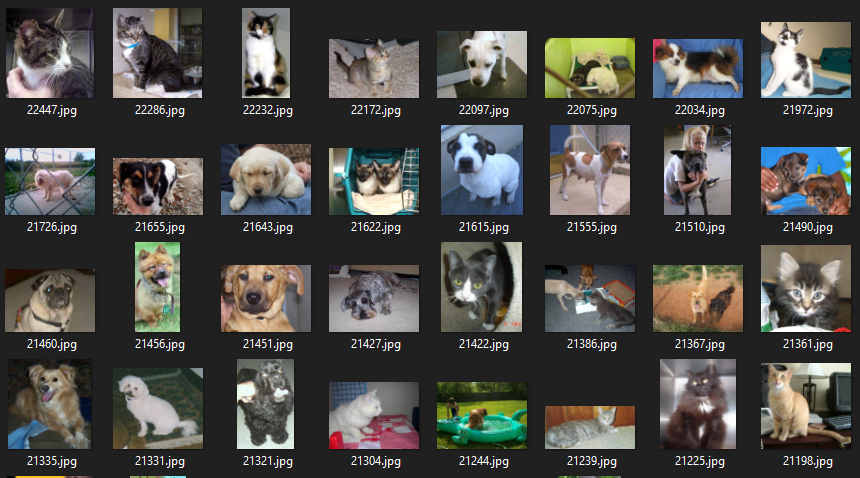 22447.jpg 22286.jpg 22232.jpg 22172.jpg 22097.jpg 22075.jpg 22034.jpg 21972.jpg
21726.jpg 21655.jpg 21643.jpg 21622.jpg 21615.jpg 21555.jpg 21510.jpg 21490.jpg
21460.jpg 21456.jpg 21451.jpg 21427.jpg 21422.jpg 21386.jpg 21367.jpg 21361.jpg
21335.jpg 21331.jpg 21321.jpg 21304.jpg 21244.jpg 21239.jpg 21225.jpg 21198.jpg